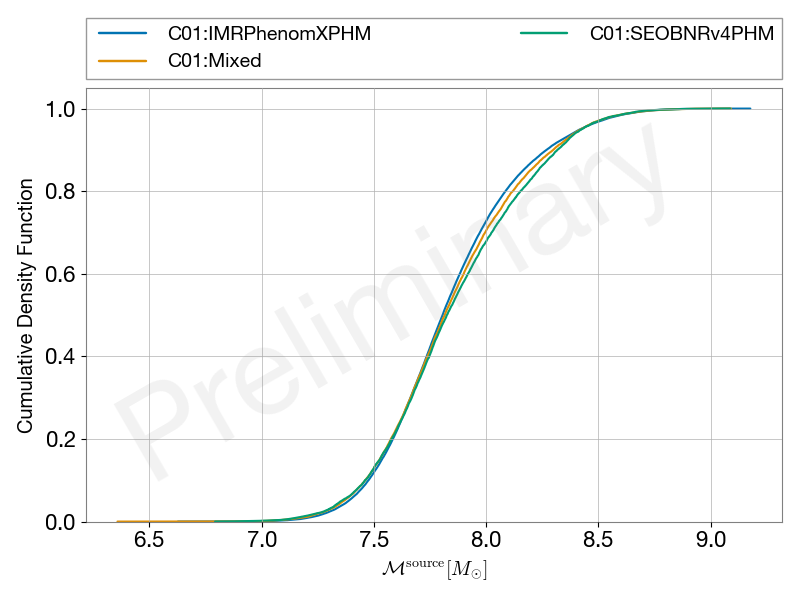 C01:IMRPhenomXPHM
C01:Mixed
C01:SEOBNRv4PHM
Preliminary
Cumulative Density Function
1.0
0.8
0.6
0.4
0.2
0.0
6.5 7.0 7.5 8.0 8.5 9.0
ℳ^source [M_⊙]